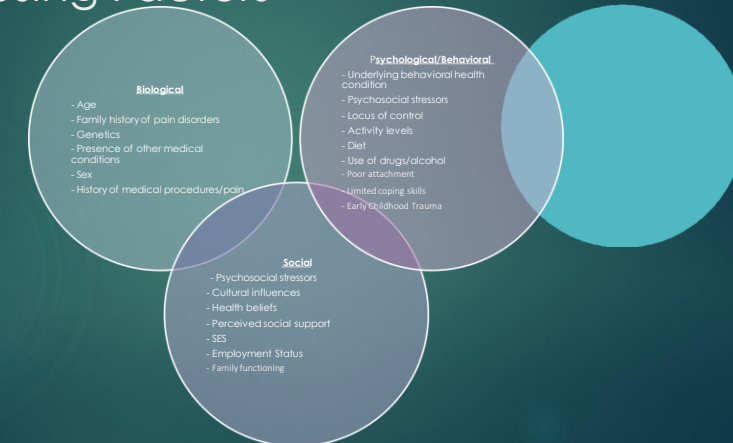 Biological
- Age
- Family history of pain disorders
- Genetics
- Presence of other medical
conditions
- Sex
- History of medical procedures/pain
Psychological/Behavioral
- Underlying behavioral health
condition
- Psychosocial stressors
- Locus of control
- Activity levels
- Diet
- Use of drugs/alcohol
- Poor attachment
- Limited coping skills
- Early Childhood Trauma
Social
- Psychosocial stressors
- Cultural influences
- Health beliefs
- Perceived social support
- SES
- Employment Status
- Family functioning